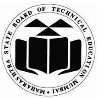 MAHARASHTRA STATE BOARD OF TECHNICAL EDUCATION MUMBAI